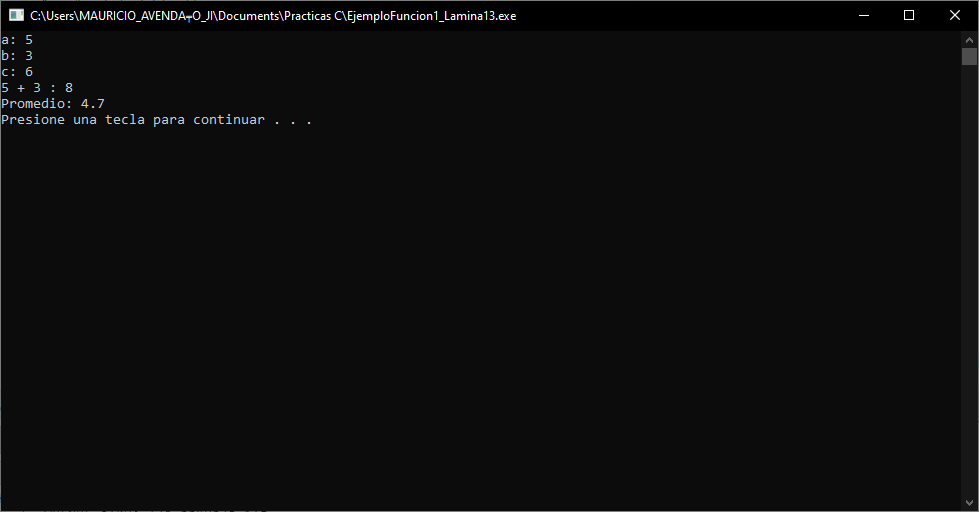 C:\Users\MAURICIO_AVENDA╤O_JI\Documents\Practicas C\EjemploFuncion1_Lamina13.exe
a: 5
b: 3
c: 6
5 + 3 : 8
Promedio: 4.7
Presione una tecla para continuar . . .